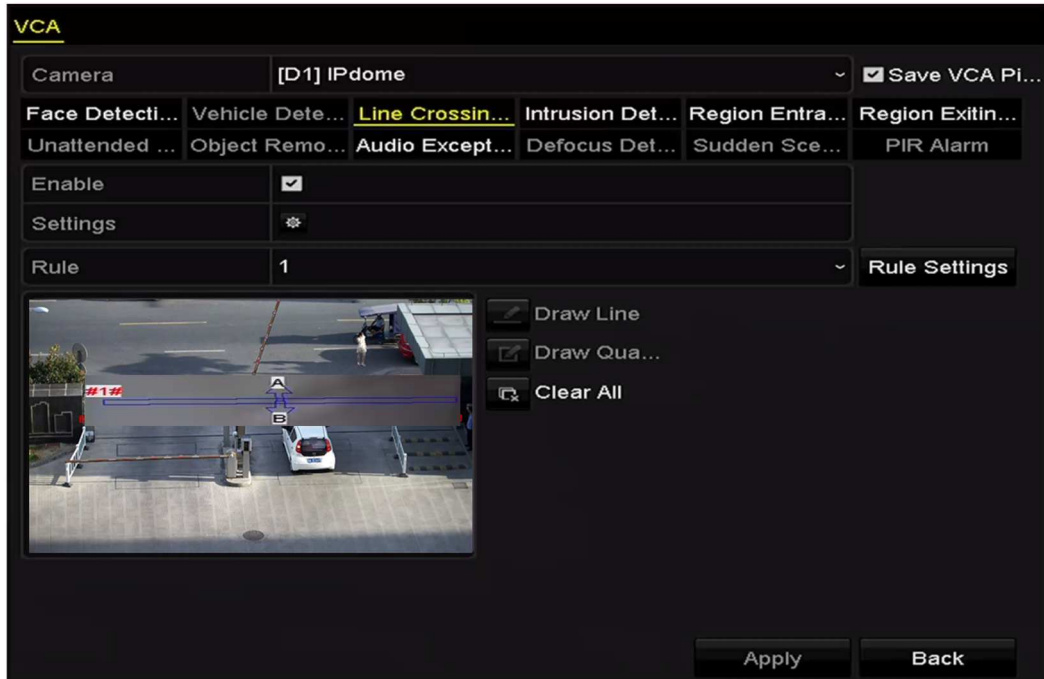 VCA
Camera [D1] IPdome Save VCA Pi...
Face Detecti... Vehicle Dete... Line Crossin... Intrusion Det... Region Entra... Region Exitin...
Unattended ... Object Remo... Audio Except... Defocus Det... Sudden Sce... PIR Alarm
Enable
Settings
Rule 1 Rule Settings
Draw Line
Draw Qua...
#1# A Clear All
B
Apply Back